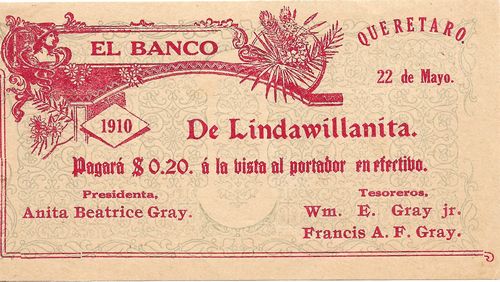 EL BANCO
QUERETARO.
22 de Mayo.
1910
De Lindawillanita.
Pagará $ 0.20. á la vista al portador en efectivo.
Presidenta,
Anita Beatrice Gray.
Tesoreros,
Wm. E. Gray jr.
Francis A. F. Gray.